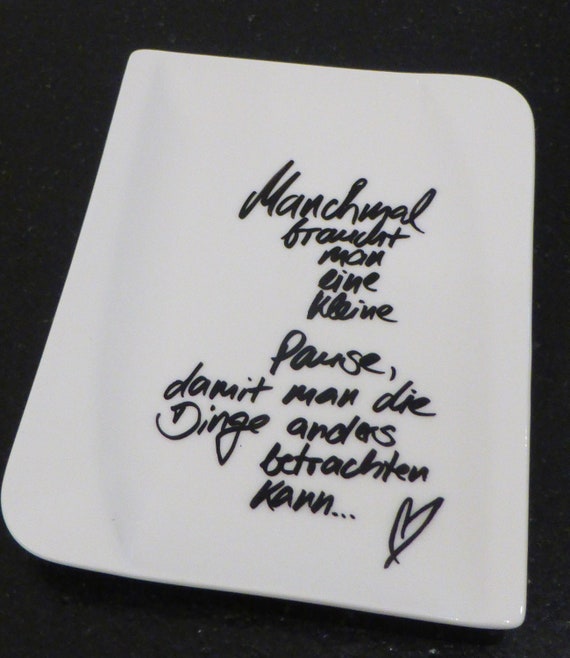 Manchmal
braucht
man
eine
kleine
Pause,
damit man die
Dinge anders
betrachten
kann...